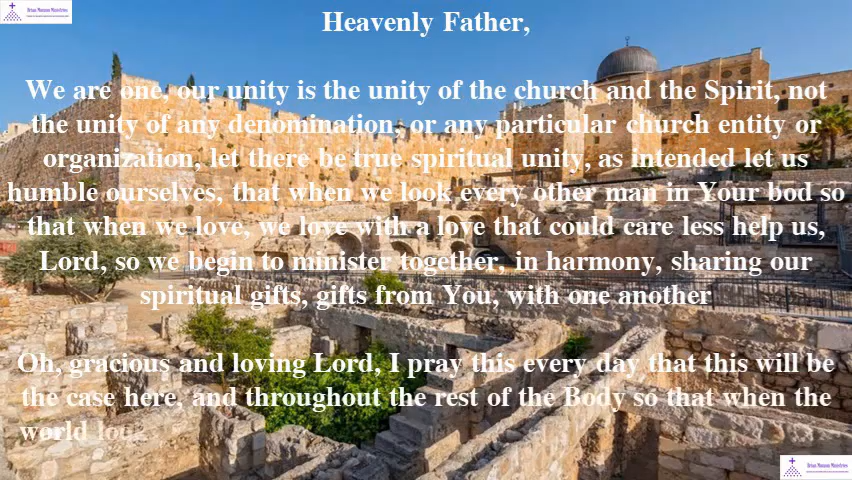 Heavenly Father,
We are one, our unity is the unity of the church and the Spirit, not
the unity of any denomination, or any particular church entity or
organization, let there be true spiritual unity, as intended let us
humble ourselves, that when we look every other man in Your bod so
that when we love, we love with a love that could care less help us,
Lord, so we begin to minister together, in harmony, sharing our
spiritual gifts, gifts from You, with one another
Oh, gracious and loving Lord, I pray this every day that this will be
the case here, and throughout the rest of the Body so that when the
world